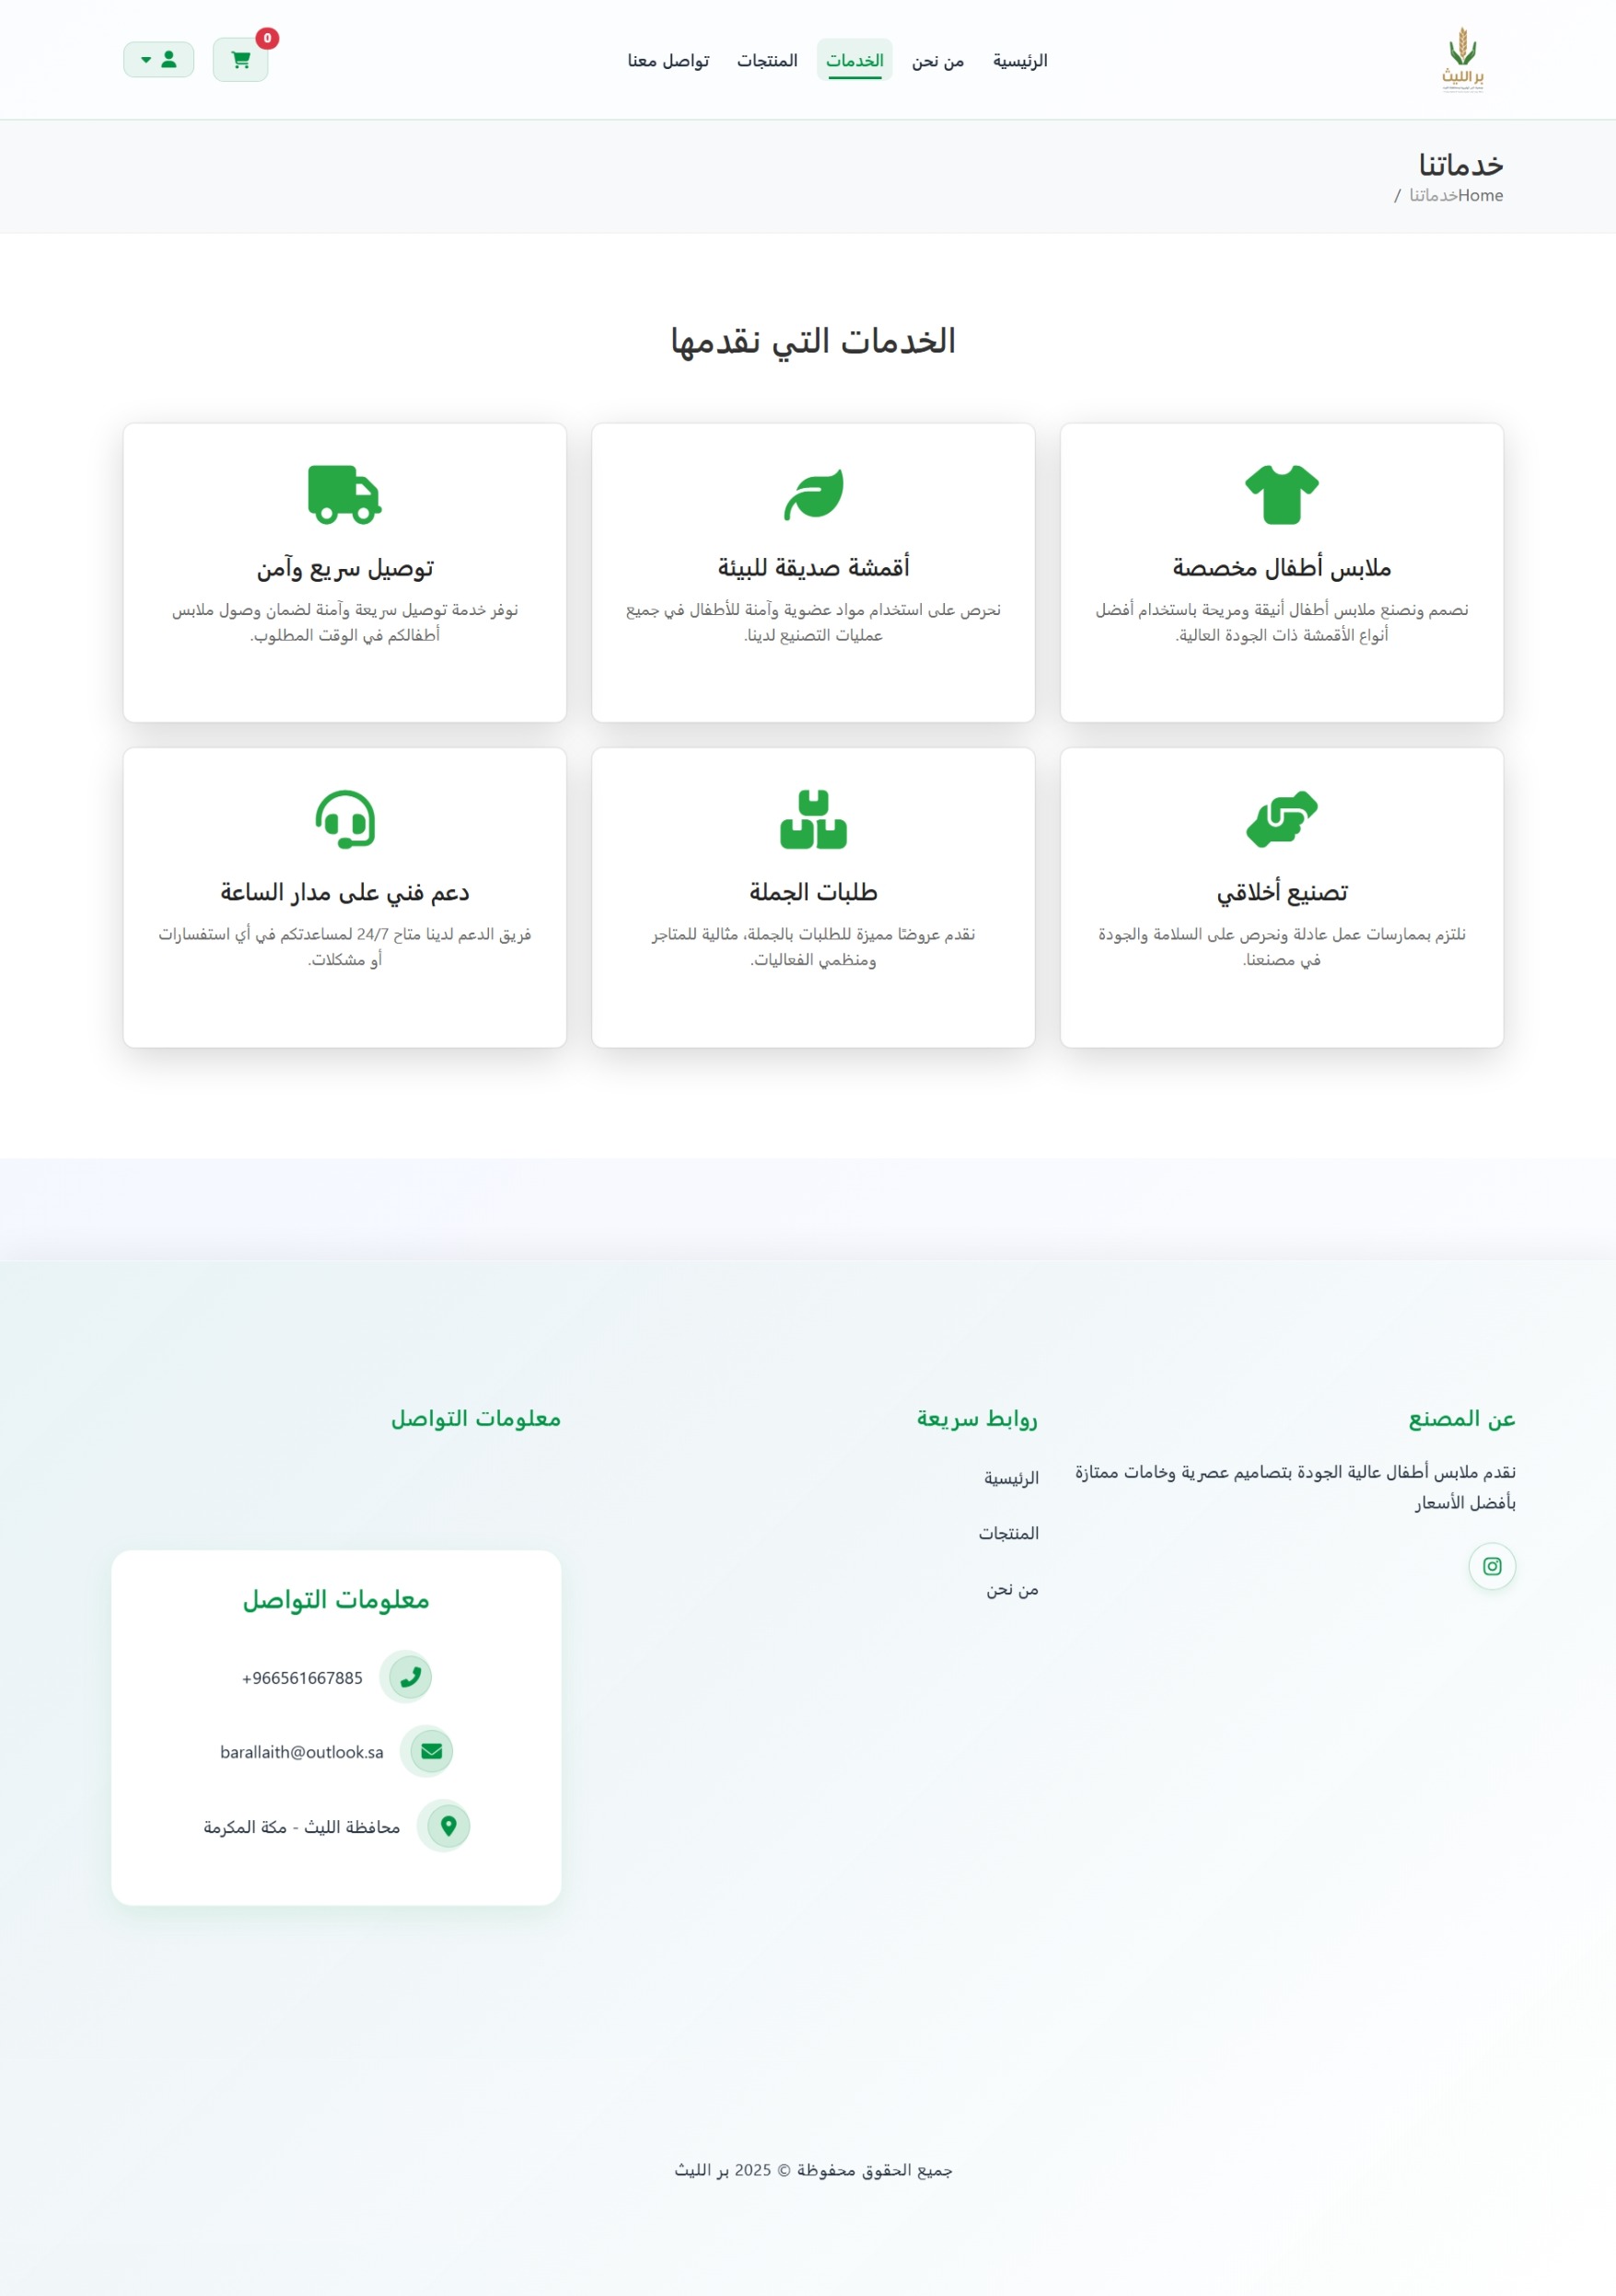 بر الليث
الرئيسية
من نحن
الخدمات
المنتجات
تواصل معنا
0
خدماتنا
Homeخدماتنا /
الخدمات التي نقدمها
ملابس أطفال مخصصة
نصمم ونصنع ملابس أطفال أنيقة ومريحة باستخدام أفضل
أنواع الأقمشة ذات الجودة العالية.
أقمشة صديقة للبيئة
نحرص على استخدام مواد عضوية وآمنة للأطفال في جميع
عمليات التصنيع لدينا.
توصيل سريع وآمن
نوفر خدمة توصيل سريعة وآمنة لضمان وصول ملابس
أطفالكم في الوقت المطلوب.
تصنيع أخلاقي
نلتزم بممارسات عمل عادلة ونحرص على السلامة والجودة
في مصنعنا.
طلبات الجملة
نقدم عروضًا مميزة للطلبات بالجملة، مثالية للمتاجر
ومنظمي الفعاليات.
دعم فني على مدار الساعة
فريق الدعم لدينا متاح 24/7 لمساعدتكم في أي استفسارات
أو مشكلات.
عن المصنع
نقدم ملابس أطفال عالية الجودة بتصاميم عصرية وخامات ممتازة
بأفضل الأسعار
روابط سريعة
الرئيسية
المنتجات
من نحن
معلومات التواصل
معلومات التواصل
+966561667885
barallaith@outlook.sa
محافظة الليث - مكة المكرمة
جميع الحقوق محفوظة © 2025 بر الليث